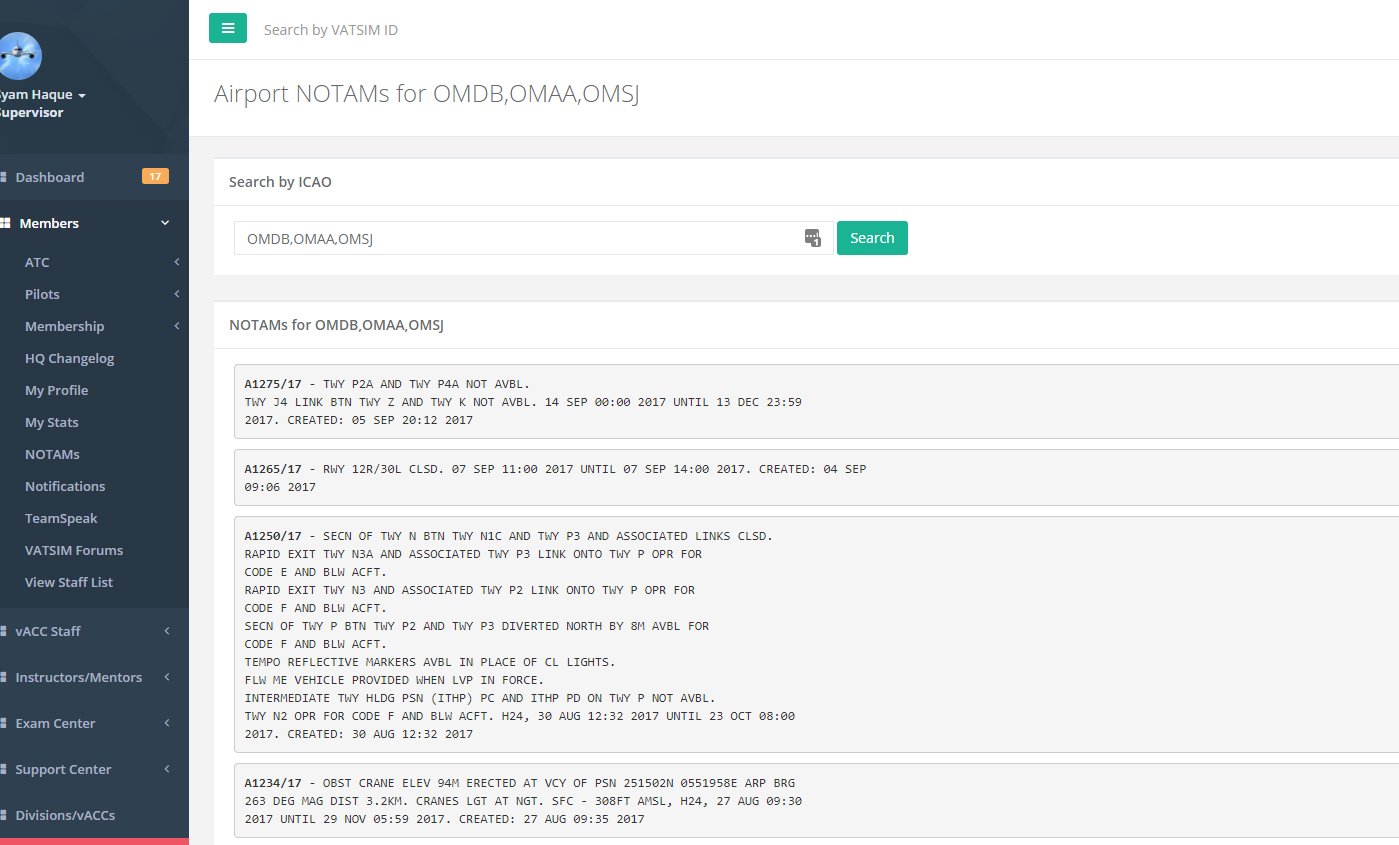 Search by VATSIM ID
yam Haque
upervisor
Airport NOTAMs for OMDB,OMAA,OMSJ
Dashboard 17
Members
ATC
Pilots
Membership
HQ Changelog
My Profile
My Stats
NOTAMs
Notifications
TeamSpeak
VATSIM Forums
View Staff List
vACC Staff
Instructors/Mentors
Exam Center
Support Center
Divisions/vACCs
Search by ICAO
OMDB,OMAA,OMSJ 1 Search
NOTAMs for OMDB,OMAA,OMSJ
A1275/17 - TWY P2A AND TWY P4A NOT AVBL.
TWY J4 LINK BTN TWY Z AND TWY K NOT AVBL. 14 SEP 00:00 2017 UNTIL 13 DEC 23:59
2017. CREATED: 05 SEP 20:12 2017
A1265/17 - RWY 12R/30L CLSD. 07 SEP 11:00 2017 UNTIL 07 SEP 14:00 2017. CREATED: 04 SEP
09:06 2017
A1250/17 - SECN OF TWY N BTN TWY N1C AND TWY P3 AND ASSOCIATED LINKS CLSD.
RAPID EXIT TWY N3A AND ASSOCIATED TWY P3 LINK ONTO TWY P OPR FOR
CODE E AND BLW ACFT.
RAPID EXIT TWY N3 AND ASSOCIATED TWY P2 LINK ONTO TWY P OPR FOR
CODE F AND BLW ACFT.
SECN OF TWY P BTN TWY P2 AND TWY P3 DIVERTED NORTH BY 8M AVBL FOR
CODE F AND BLW ACFT.
TEMPO REFLECTIVE MARKERS AVBL IN PLACE OF CL LIGHTS.
FLW ME VEHICLE PROVIDED WHEN LVP IN FORCE.
INTERMEDIATE TWY HLDG PSN (ITHP) PC AND ITHP PD ON TWY P NOT AVBL.
TWY N2 OPR FOR CODE F AND BLW ACFT. H24, 30 AUG 12:32 2017 UNTIL 23 OCT 08:00
2017. CREATED: 30 AUG 12:32 2017
A1234/17 - OBST CRANE ELEV 94M ERECTED AT VCY OF PSN 251502N 0551958E ARP BRG
263 DEG MAG DIST 3.2KM. CRANES LGT AT NGT. SFC - 308FT AMSL, H24, 27 AUG 09:30
2017 UNTIL 29 NOV 05:59 2017. CREATED: 27 AUG 09:35 2017